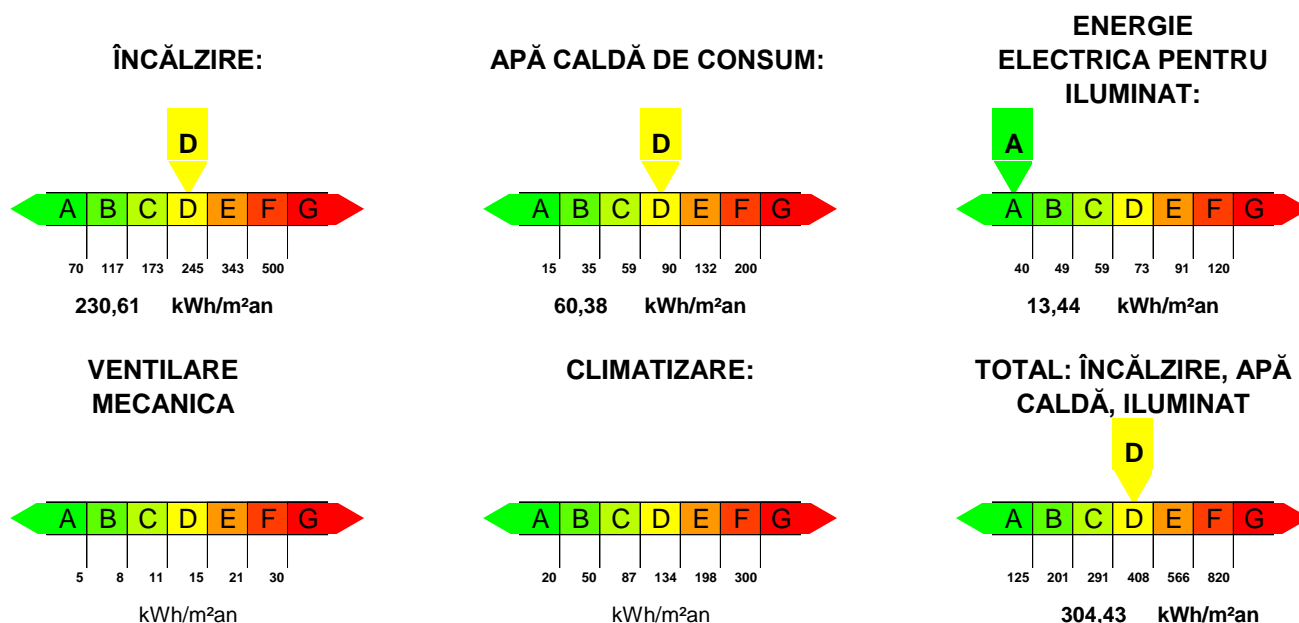 ÎNCĂLZIRE:
D
A B C D E F G
70 117 173 245 343 500
230,61 kWh/m²an
APĂ CALDĂ DE CONSUM:
D
A B C D E F G
15 35 59 90 132 200
60,38 kWh/m²an
ENERGIE
ELECTRICA PENTRU
ILUMINAT:
A
A B C D E F G
40 49 59 73 91 120
13,44 kWh/m²an
VENTILARE
MECANICA
A B C D E F G
5 8 11 15 21 30
kWh/m²an
CLIMATIZARE:
A B C D E F G
20 50 87 134 198 300
kWh/m²an
TOTAL: ÎNCĂLZIRE, APĂ
CALDĂ, ILUMINAT
D
A B C D E F G
125 201 291 408 566 820
304,43 kWh/m²an